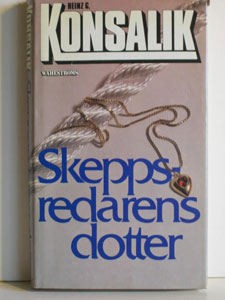 HEINZ G.
KONSALIK
WAHLSTRÖMS
Skepps-
redarens
dotter